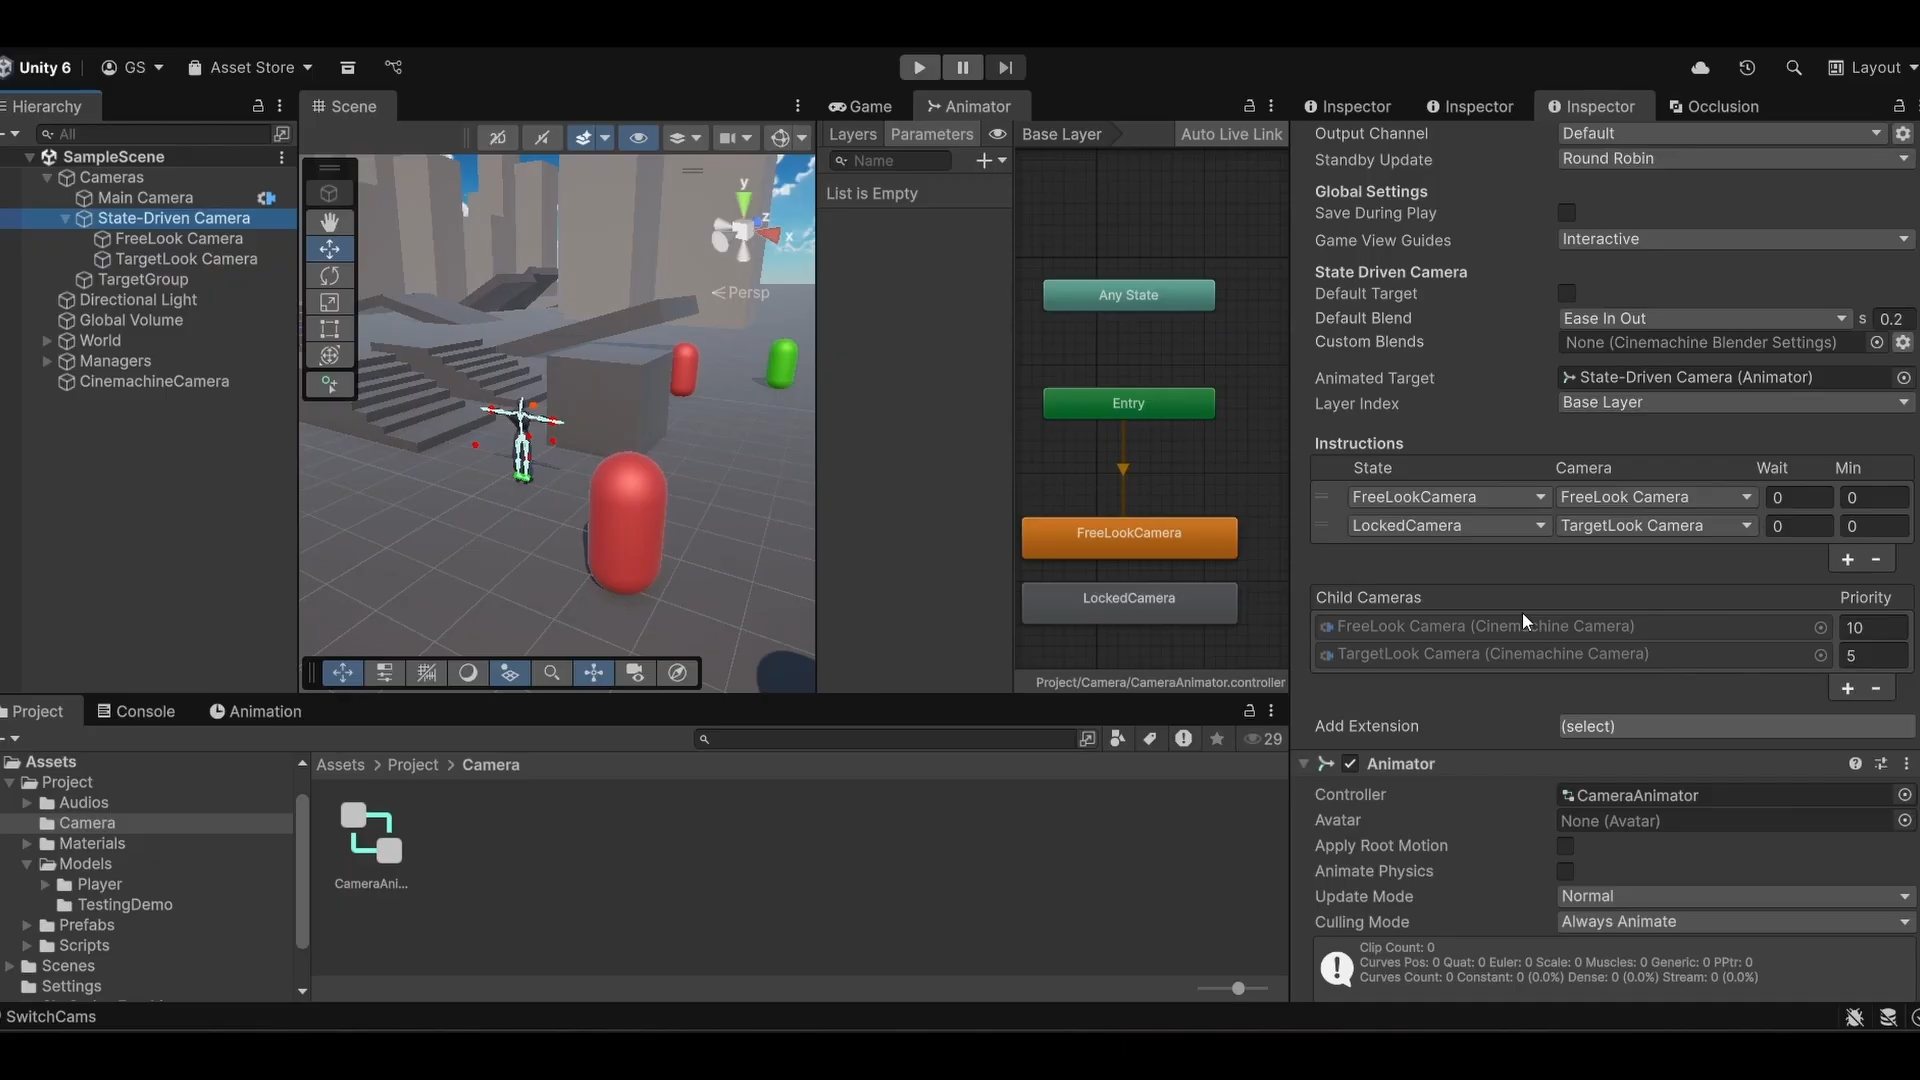 Unity 6
GS
Asset Store
Layout
Hierarchy
Scene
Game
Animator
Inspector
Inspector
Inspector
Occlusion
All
SampleScene
Cameras
Main Camera
State-Driven Camera
FreeLook Camera
TargetLook Camera
TargetGroup
Directional Light
Global Volume
World
Managers
CinemachineCamera
y
z
x
Persp
Layers
Parameters
Base Layer
Auto Live Link
Name
List is Empty
Any State
Entry
FreeLookCamera
LockedCamera
Project/Camera/CameraAnimator.controller
Output Channel
Default
Standby Update
Round Robin
Global Settings
Save During Play
Game View Guides
Interactive
State Driven Camera
Default Target
Default Blend
Ease In Out
s
0.2
Custom Blends
None (Cinemachine Blender Settings)
Animated Target
State-Driven Camera (Animator)
Layer Index
Base Layer
Instructions
State Camera Wait Min
FreeLookCamera FreeLook Camera 0 0
LockedCamera TargetLook Camera 0 0
+ -
Child Cameras Priority
FreeLook Camera (Cinemachine Camera) 10
TargetLook Camera (Cinemachine Camera) 5
+ -
Add Extension
(select)
Animator
Controller
CameraAnimator
Avatar
None (Avatar)
Apply Root Motion
Animate Physics
Update Mode
Normal
Culling Mode
Always Animate
Clip Count: 0
Curves Pos: 0 Quat: 0 Euler: 0 Scale: 0 Muscles: 0 Generic: 0 PPtr: 0
Curves Count: 0 Constant: 0 (0.0%) Dense: 0 (0.0%) Stream: 0 (0.0%)
Project
Console
Animation
29
Assets
Project
Audios
Camera
Materials
Models
Player
TestingDemo
Prefabs
Scripts
Scenes
Settings
Assets > Project > Camera
CameraAni...
SwitchCams